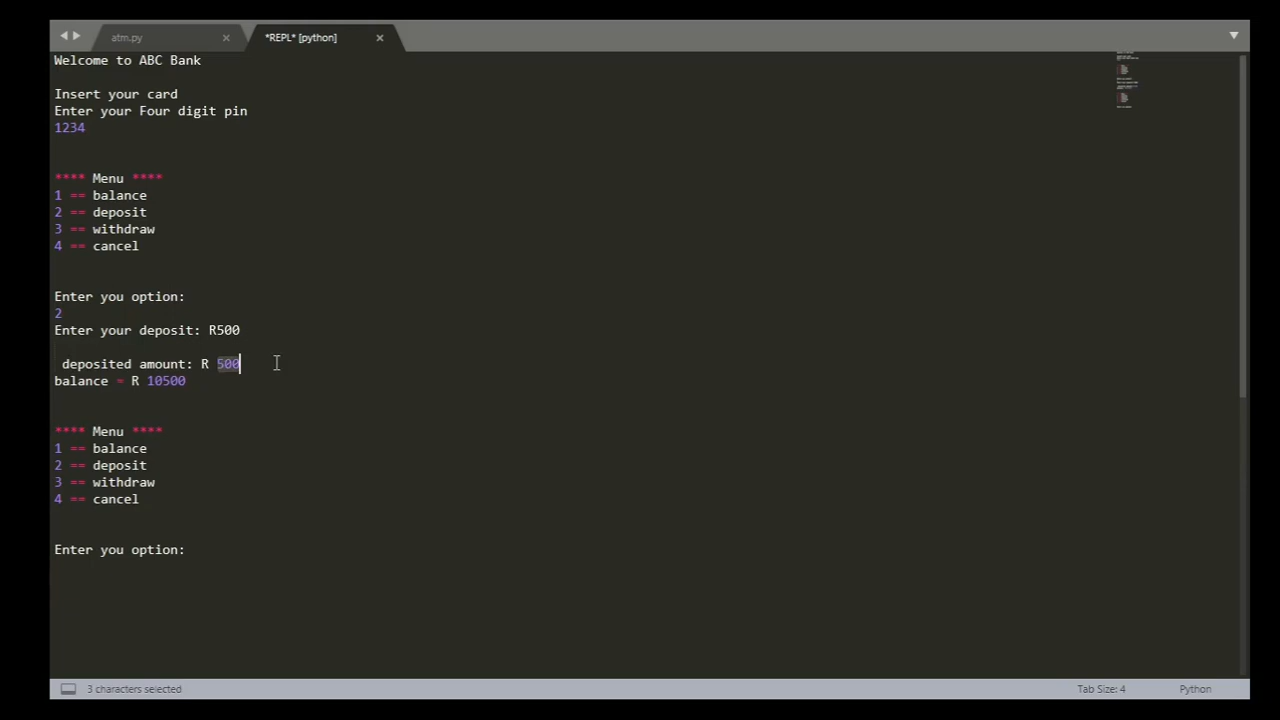 atm.py
*REPL* [python]
Welcome to ABC Bank
Insert your card
Enter your Four digit pin
1234
**** Menu ****
1 == balance
2 == deposit
3 == withdraw
4 == cancel
Enter you option:
2
Enter your deposit: R500
deposited amount: R 500
balance = R 10500
**** Menu ****
1 == balance
2 == deposit
3 == withdraw
4 == cancel
Enter you option:
3 characters selected
Tab Size: 4
Python